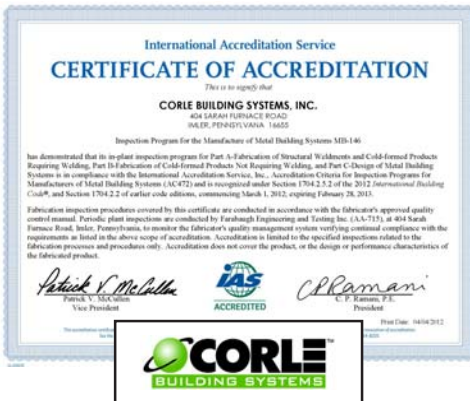 International Accreditation Service
CERTIFICATE OF ACCREDITATION
This is to signify that
CORLE BUILDING SYSTEMS, INC.
404 SARAH FURNACE ROAD
IMLER, PENNSYLVANA 16655
Inspection Program for the Manufacture of Metal Building Systems MB-146
has demonstrated that its in-plant inspection program for Part A-Fabrication of Structural Weldments and Cold-formed Products
Requiring Welding, Part B-Fabrication of Cold-formed Products Not Requiring Welding, and Part C-Design of Metal Building
Systems is in compliance with the International Accreditation Service, Inc., Accreditation Criteria for Inspection Programs for
Manufacturers of Metal Building Systems (AC472) and is recognized under Section 1704.2.5.2 of the 2012 International Building
Code®, and Section 1704.2.2 of earlier code editions, commencing March 1, 2012; expiring February 28, 2013.
Fabrication inspection procedures covered by this certificate are conducted in accordance with the fabricator's approved quality
control manual. Periodic plant inspections are conducted by Farabaugh Engineering and Testing Inc. (AA-715), at 404 Sarah
Furnace Road, Imler, Pennsylvania, to monitor the fabricator's quality management system verifying continual compliance with the
requirements as listed in the above scope of accreditation. Accreditation is limited to the specified inspections related to the
fabrication processes and procedures only. Accreditation does not cover the product, or the design or performance characteristics of
the fabricated product.
Patrick V. McCullen
C. P. Ramani
IAS
Patrick V. McCullen
Vice President
ACCREDITED
C. P. Ramani, P.E.
President
Print Date: 04/04/2012
CORLE™
BUILDING SYSTEMS